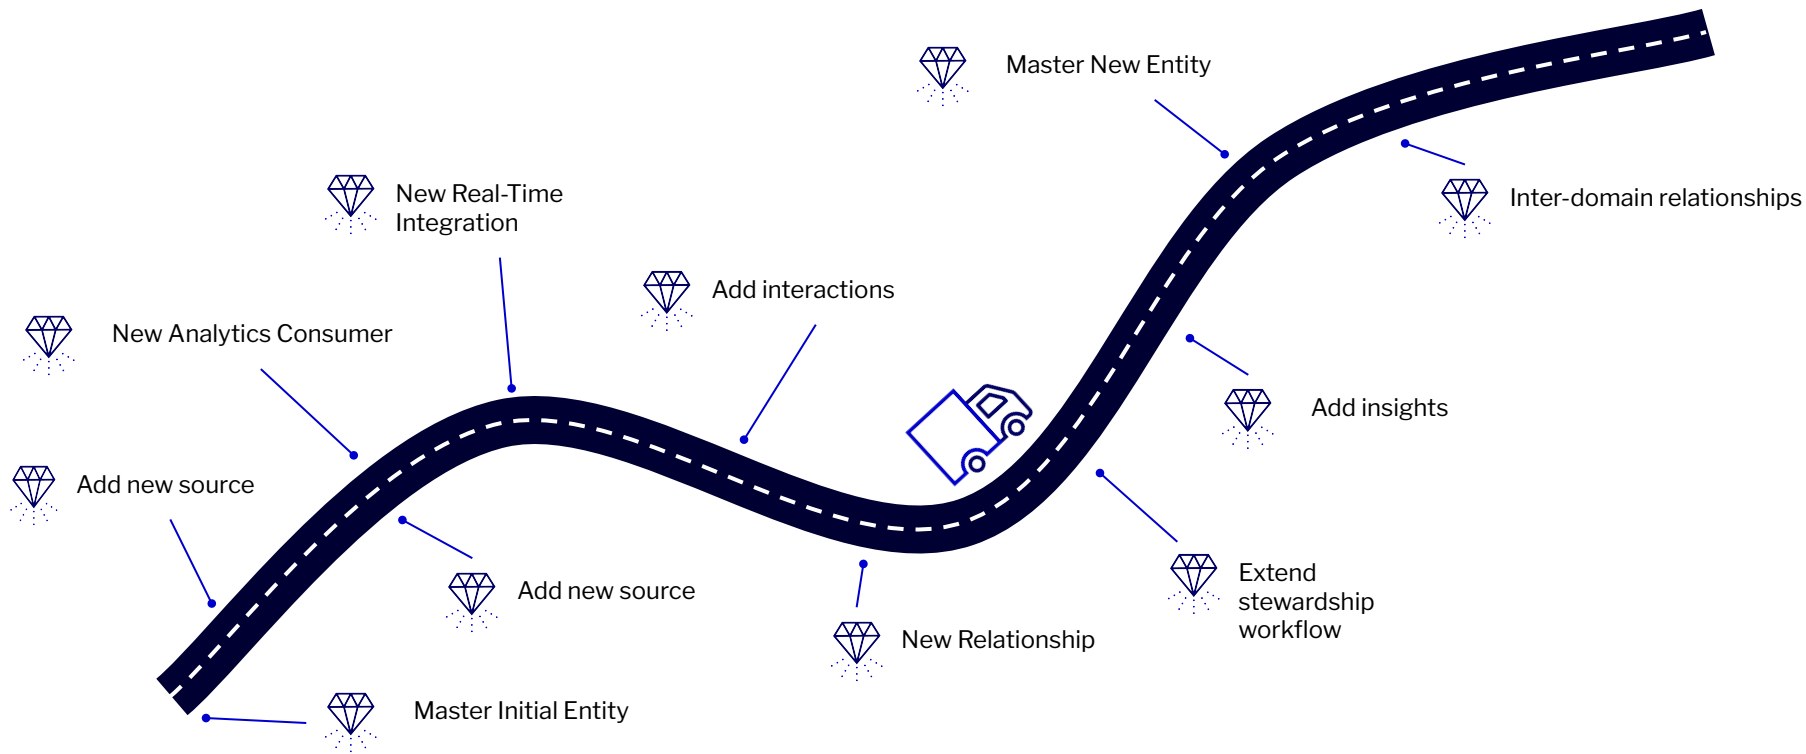 Master New Entity
New Real-Time
Integration
Inter-domain relationships
Add interactions
New Analytics Consumer
Add insights
Add new source
Add new source
Extend
stewardship
workflow
New Relationship
Master Initial Entity